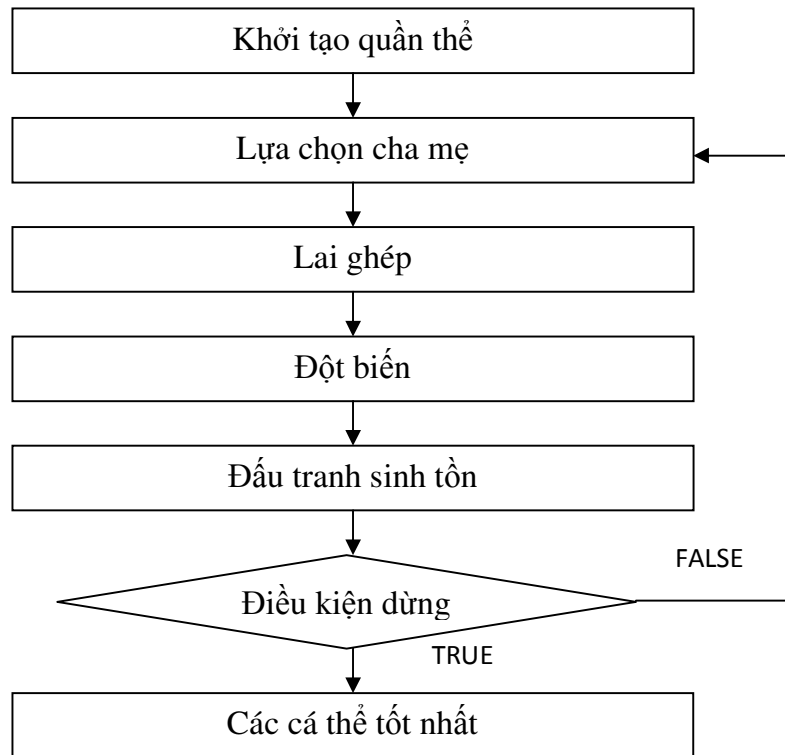 Khởi tạo quần thể
Lựa chọn cha mẹ
Lai ghép
Đột biến
Đấu tranh sinh tồn
FALSE
Điều kiện dừng
TRUE
Các cá thể tốt nhất